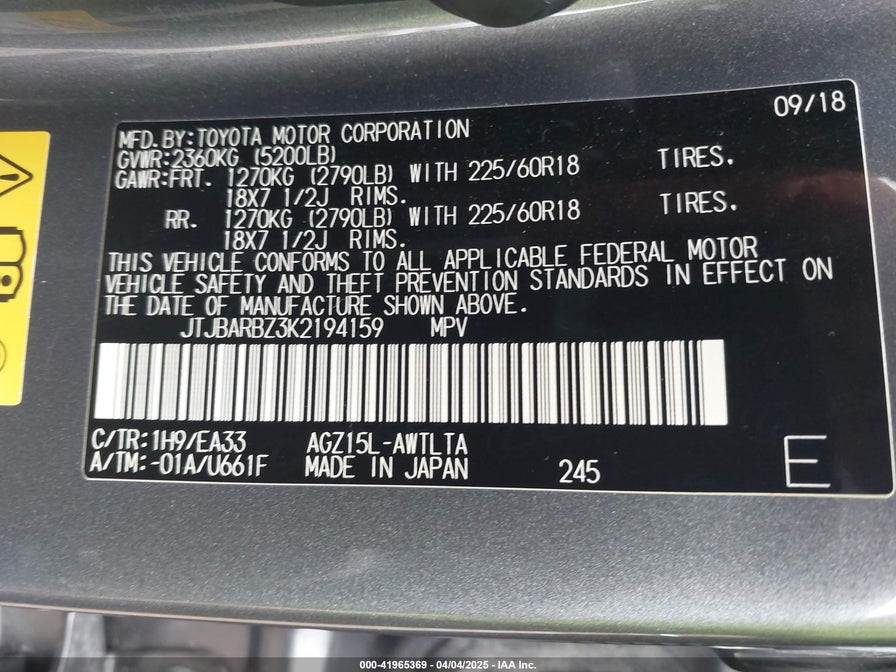 09/18
MFD. BY:TOYOTA MOTOR CORPORATION
GVWR:2360KG (5200LB)
GAWR:FRT. 1270KG (2790LB) WITH 225/60R18 TIRES.
18X7 1/2J RIMS.
RR. 1270KG (2790LB) WITH 225/60R18 TIRES.
18X7 1/2J RIMS.
THIS VEHICLE CONFORMS TO ALL APPLICABLE FEDERAL MOTOR
VEHICLE SAFETY AND THEFT PREVENTION STANDARDS IN EFFECT ON
THE DATE OF MANUFACTURE SHOWN ABOVE.
JTJBARBZ3K2194159 MPV
C/TR:1H9/EA33 AGZ15L-AWTLTA
A/TM:-01A/U661F MADE IN JAPAN 245 E
000-41965369 - 04/04/2025 - IAA Inc.